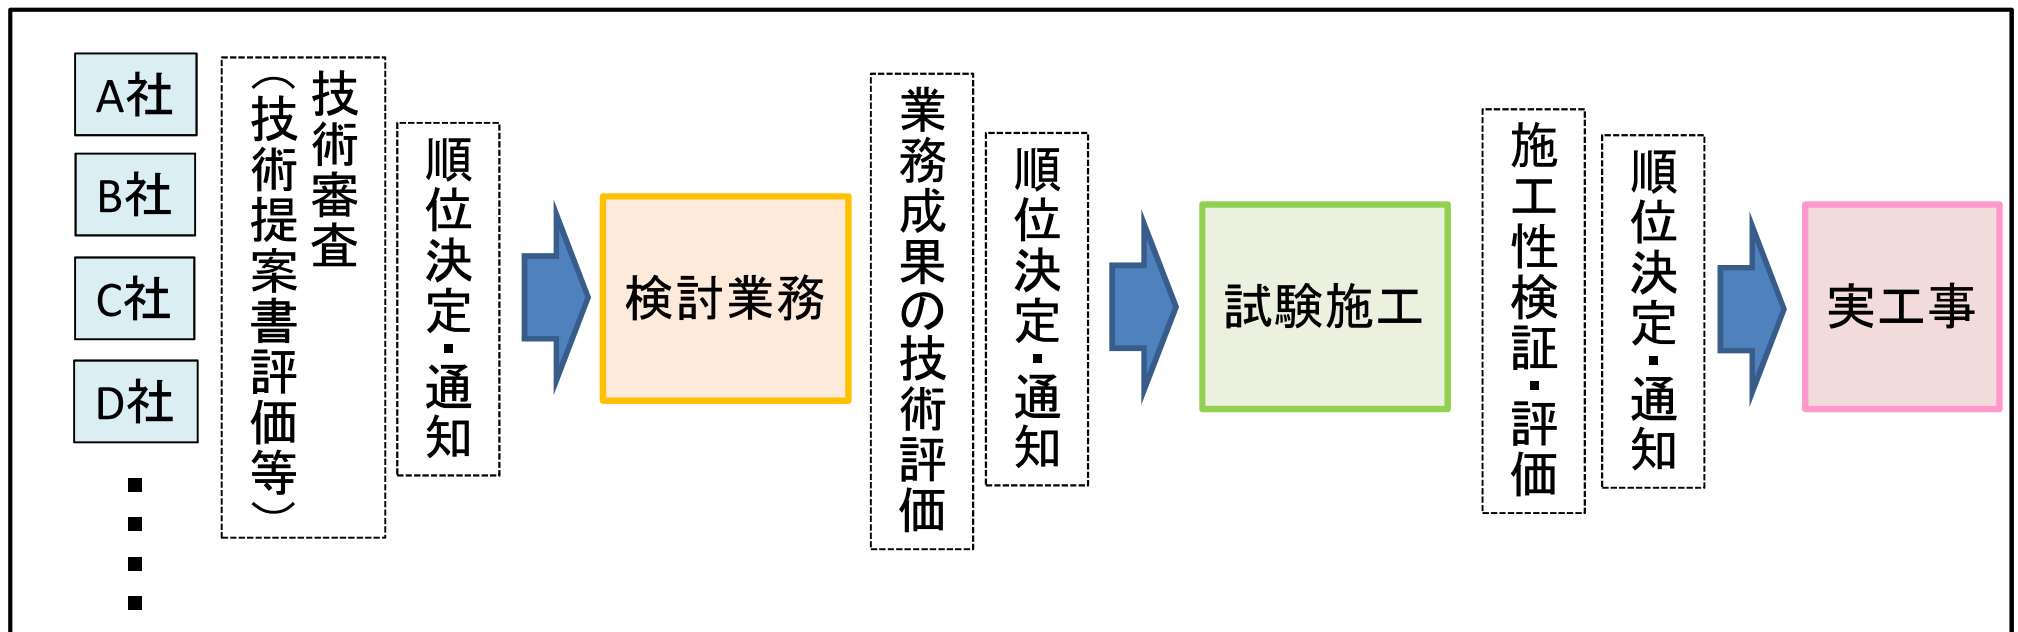 A社
B社
C社
D社
技術審査
（技術提案書評価等）
順位決定・通知
検討業務
業務成果の技術評価
順位決定・通知
試験施工
施工性検証・評価
順位決定・通知
実工事